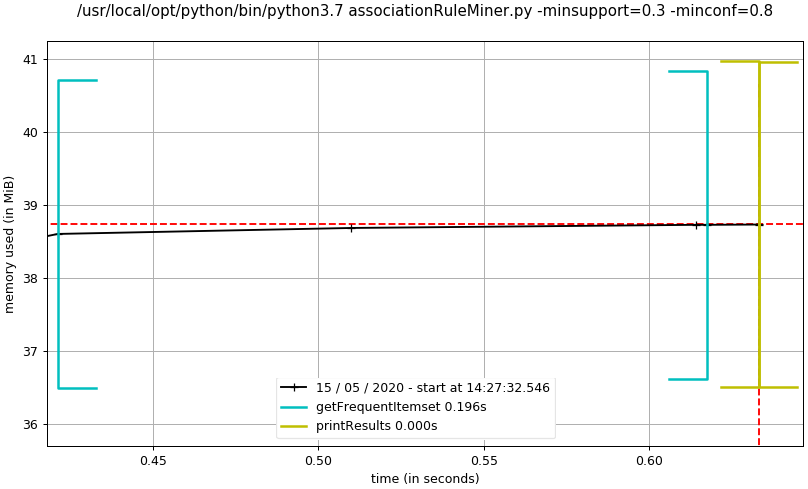 /usr/local/opt/python/bin/python3.7 associationRuleMiner.py -minsupport=0.3 -minconf=0.8
41
40
39
38
37
36
memory used (in MiB)
15 / 05 / 2020 - start at 14:27:32.546
getFrequentItemset 0.196s
printResults 0.000s
0.45 0.50 0.55 0.60
time (in seconds)